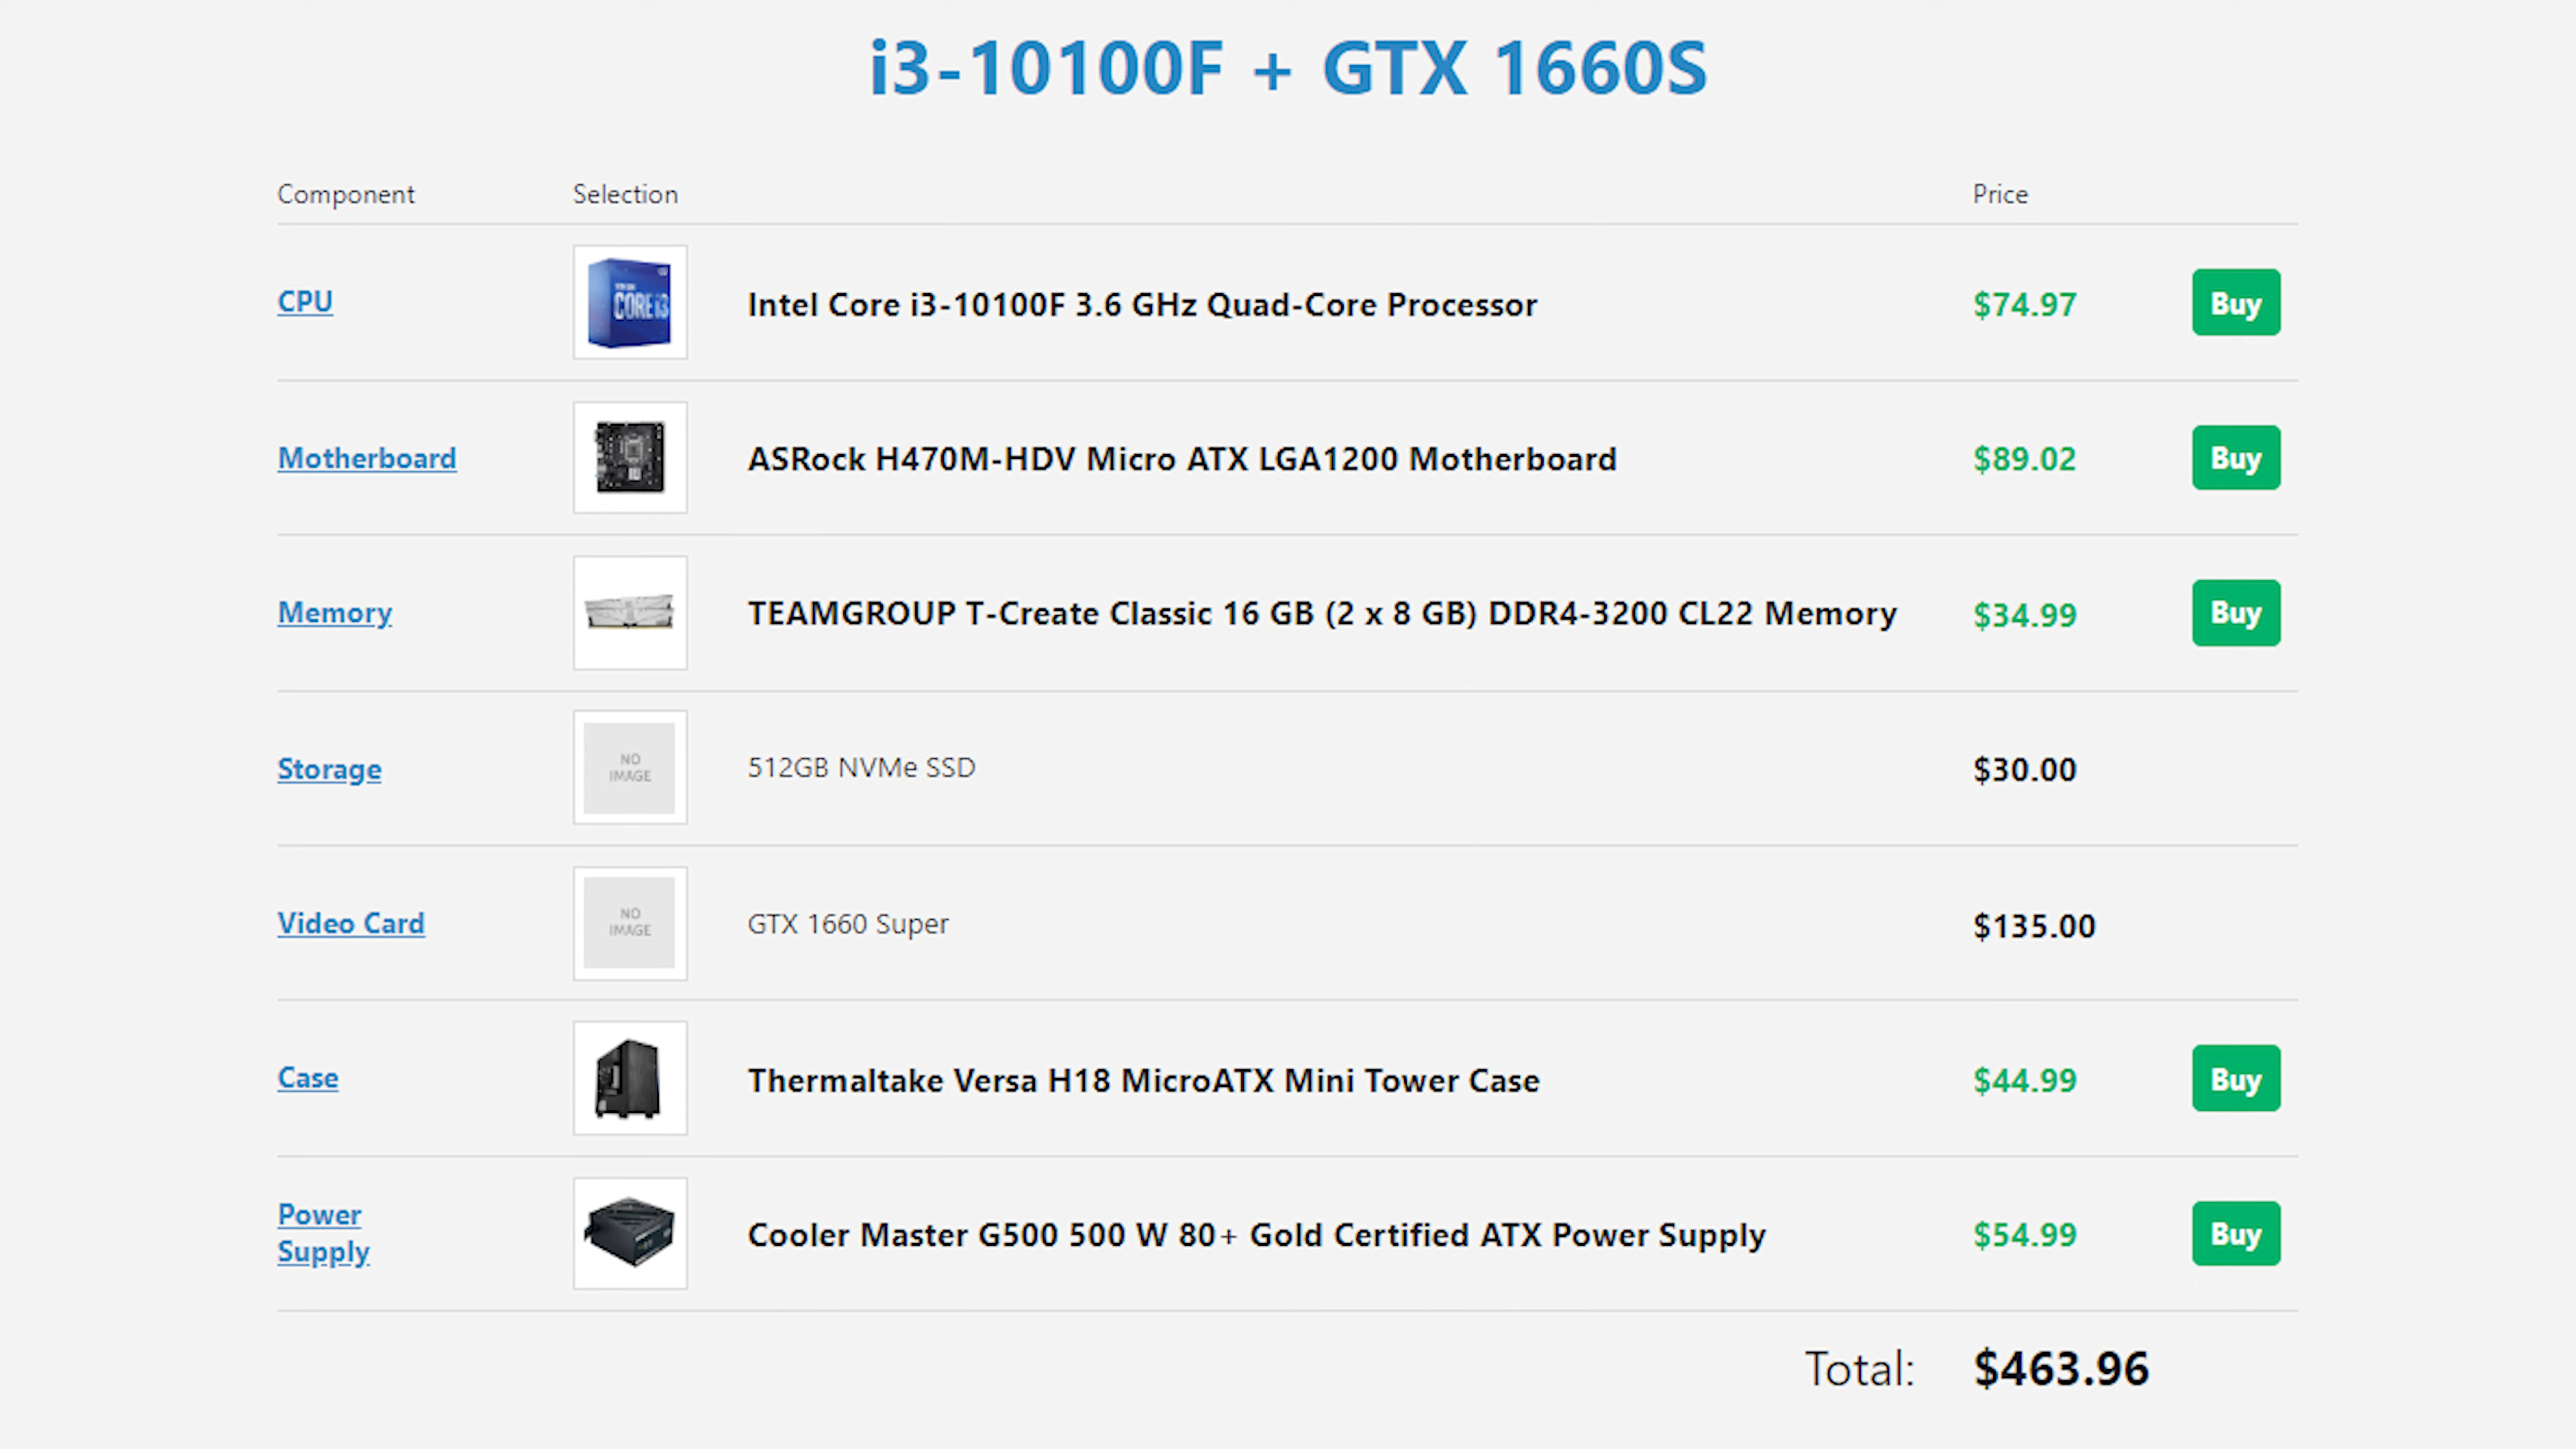 i3-10100F + GTX 1660S
Component Selection Price
CPU CORE i3 Intel Core i3-10100F 3.6 GHz Quad-Core Processor $74.97 Buy
Motherboard ASRock H470M-HDV Micro ATX LGA1200 Motherboard $89.02 Buy
Memory TEAMGROUP T-Create Classic 16 GB (2 x 8 GB) DDR4-3200 CL22 Memory $34.99 Buy
Storage NO IMAGE 512GB NVMe SSD $30.00
Video Card NO IMAGE GTX 1660 Super $135.00
Case Thermaltake Versa H18 MicroATX Mini Tower Case $44.99 Buy
Power Supply Cooler Master G500 500 W 80+ Gold Certified ATX Power Supply $54.99 Buy
Total: $463.96